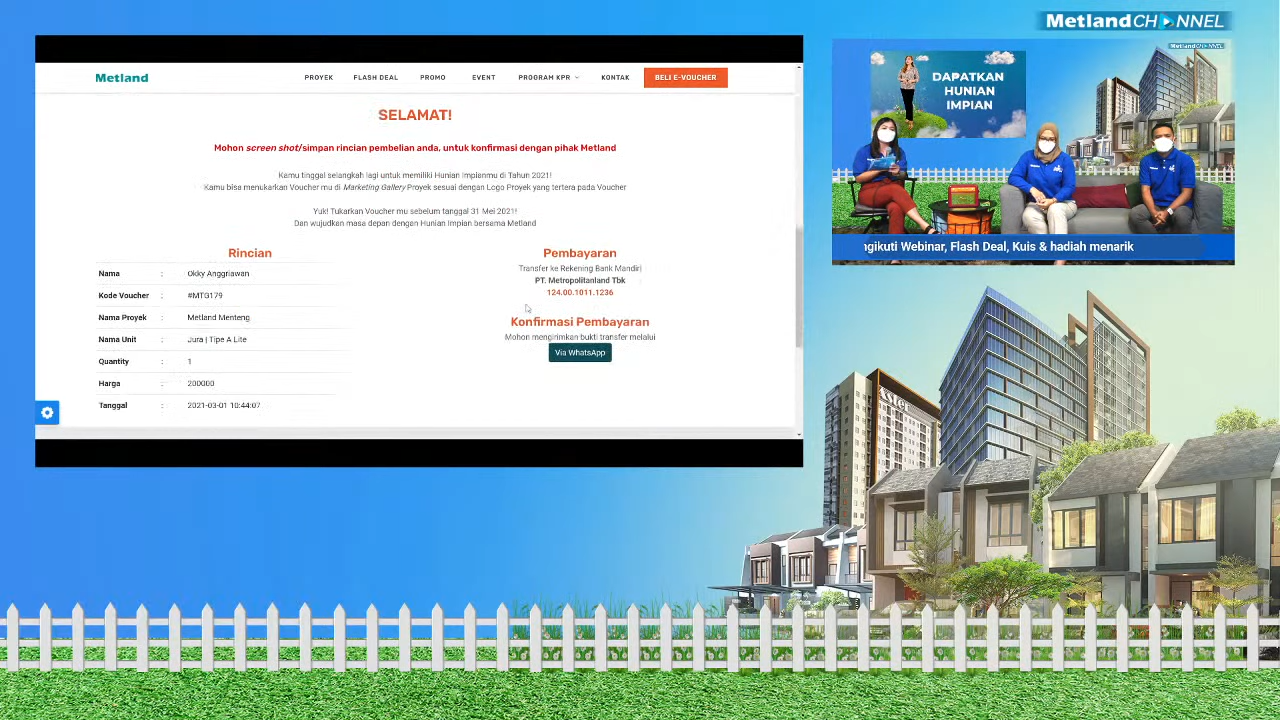 Metland CHANNEL
Metland
PROYEK
FLASH DEAL
PROMO
EVENT
PROGRAM KPR
KONTAK
BELI E-VOUCHER
SELAMAT!
Mohon screen shot/simpan rincian pembelian anda, untuk konfirmasi dengan pihak Metland
Kamu tinggal selangkah lagi untuk memiliki Hunian Impianmu di Tahun 2021!
Kamu bisa menukarkan Voucher mu di Marketing Gallery Proyek sesuai dengan Logo Proyek yang tertera pada Voucher
Yuk! Tukarkan Voucher mu sebelum tanggal 31 Mei 2021!
Dan wujudkan masa depan dengan Hunian Impian bersama Metland
Rincian
Nama : Okky Anggriawan
Kode Voucher : #MTG179
Nama Proyek : Metland Menteng
Nama Unit : Jura | Tipe A Lite
Quantity : 1
Harga : 200000
Tanggal : 2021-03-01 10:44:07
Pembayaran
Transfer ke Rekening Bank Mandiri
PT. Metropolitanland Tbk
124.00.1011.1236
Konfirmasi Pembayaran
Mohon mengirimkan bukti transfer melalui
Via WhatsApp
Metland CHANNEL
DAPATKAN
HUNIAN
IMPIAN
ngikuti Webinar, Flash Deal, Kuis & hadiah menarik